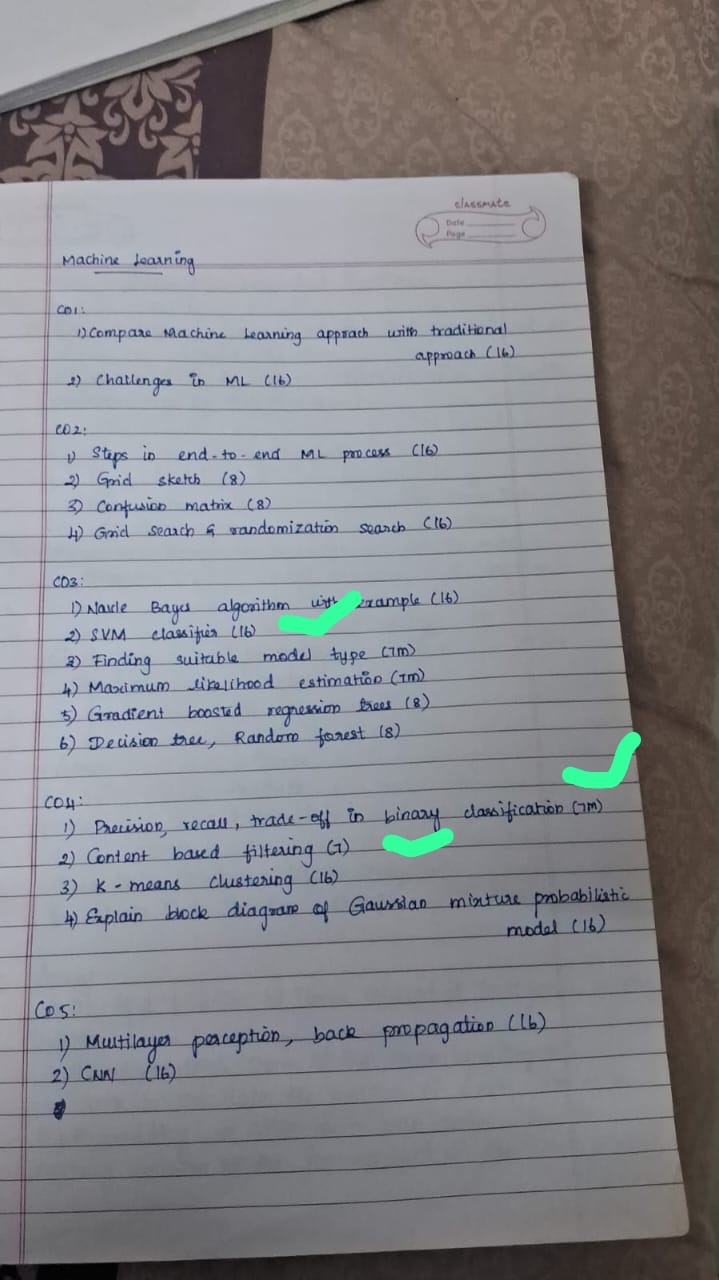 classmate
Date
Page
Machine Learning
CO1:
1) Compare Machine Learning apprach with traditional
approach (16)
2) Challenges in ML (16)
CO2:
1) Steps in end-to-end ML process (16)
2) Grid sketch (8)
3) Confusion matrix (8)
4) Grid search & randomization search (16)
CO3:
1) Navie Bayes algorithm with example (16)
2) SVM classifier (16)
3) Finding suitable model type (7m)
4) Maximum likelihood estimation (7m)
5) Gradient boosted regression trees (8)
6) Decision tree, Random forest (8)
CO4:
1) Precision, recall, trade-off in binary classification (7m)
2) Content based filtering (7)
3) K-means clustering (16)
4) Explain block diagram of Gaussian mixture probabilistic
model (16)
CO5:
1) Multilayer perception, back propagation (16)
2) CNN (16)